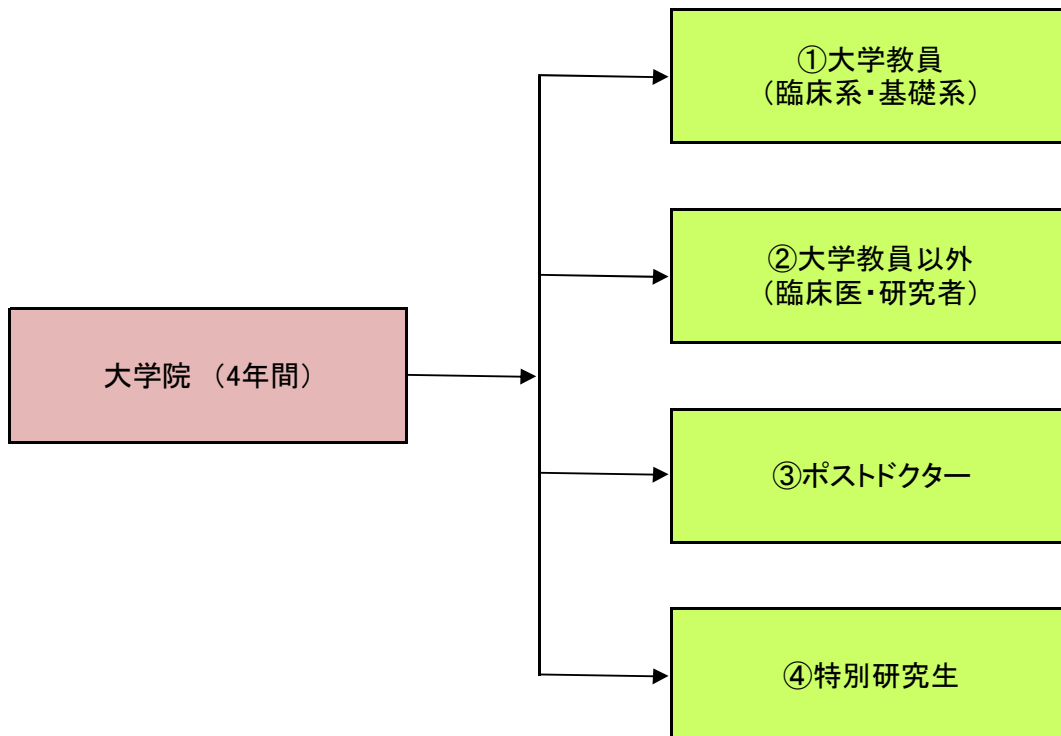 ①大学教員
（臨床系・基礎系）
②大学教員以外
（臨床医・研究者）
大学院　（4年間）
③ポストドクター
④特別研究生